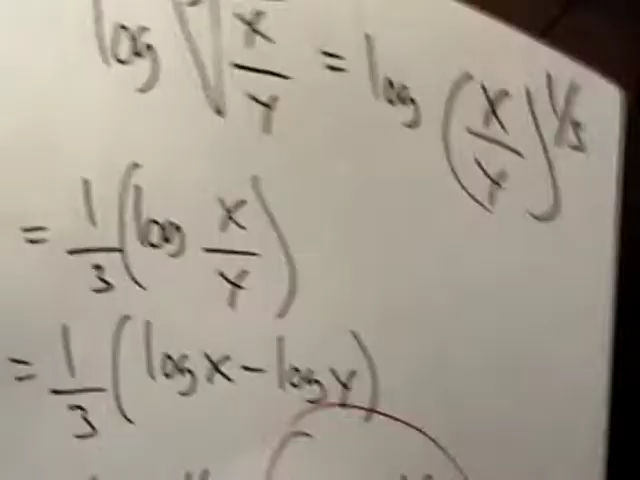 log √(x/y) = log (x/y)^1/3
= 1/3 (log x/y)
= 1/3 (log x - log y)